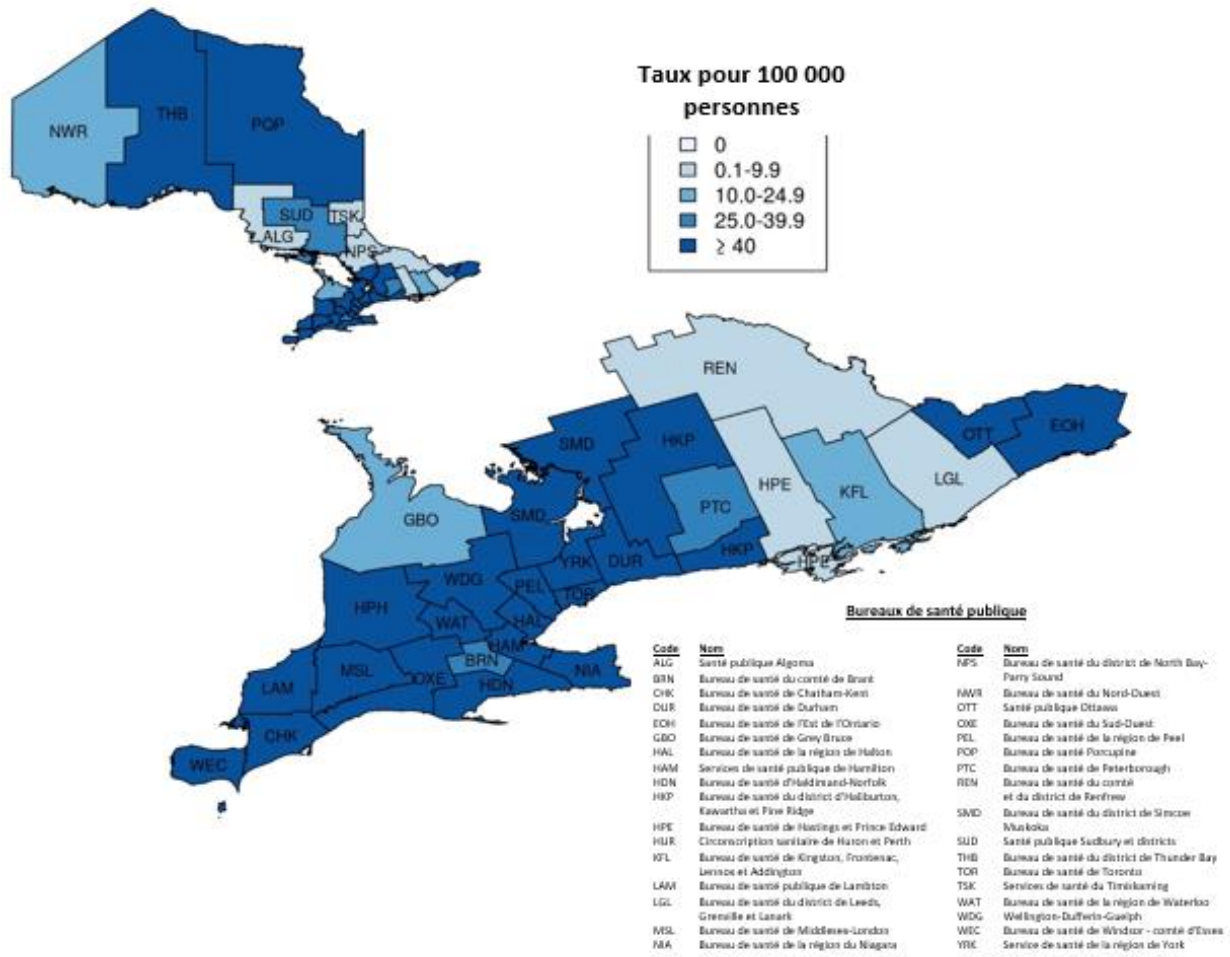 Taux pour 100 000
personnes
0
0.1-9.9
10.0-24.9
25.0-39.9
≥ 40
NWR
THB
PQP
SUD
TSK
ALG
NPS
REN
SMD
HKP
OTT
EOH
HPE
LGL
KFL
PTC
GBO
SMD
HKP
HPE
YRK
DUR
WDG
PEL
TOR
HPH
WAT
HAL
HAM
BRN
NIA
MSL
OXE
HDN
LAM
CHK
WEC
Bureaux de santé publique
Code Nom
ALG Santé publique Algoma
BRN Bureau de santé du comté de Brant
CHK Bureau de santé de Chatham-Kent
DUR Bureau de santé de Durham
EOH Bureau de santé de l'Est de l'Ontario
GBO Bureau de santé de Grey Bruce
HAL Bureau de santé de la région de Halton
HAM Services de santé publique de Hamilton
HDN Bureau de santé d'Haldimand-Norfolk
HKP Bureau de santé du district d'Haliburton,
Kawartha et Pine Ridge
HPE Bureau de santé de Hastings et Prince Edward
HUR Circonscription sanitaire de Huron et Perth
KFL Bureau de santé de Kingston, Frontenac,
Lennox et Addington
LAM Bureau de santé publique de Lambton
LGL Bureau de santé du district de Leeds,
Grenville et Lanark
MSL Bureau de santé de Middlesex-London
NIA Bureau de santé de la région du Niagara
Code Nom
NPS Bureau de santé du district de North Bay-
Parry Sound
NWR Bureau de santé du Nord-Ouest
OTT Santé publique Ottawa
OXE Bureau de santé du Sud-Ouest
PEL Bureau de santé de la région de Peel
POP Bureau de santé Porcupine
PTC Bureau de santé de Peterborough
REN Bureau de santé du comté
et du district de Renfrew
SMD Bureau de santé du district de Simcoe
Muskoka
SUD Santé publique Sudbury et districts
THB Bureau de santé du district de Thunder Bay
TOR Bureau de santé de Toronto
TSK Services de santé du Timiskaming
WAT Bureau de santé de la région de Waterloo
WDG Wellington-Dufferin-Guelph
WEC Bureau de santé de Windsor - comté d'Essex
YRK Service de santé de la région de York